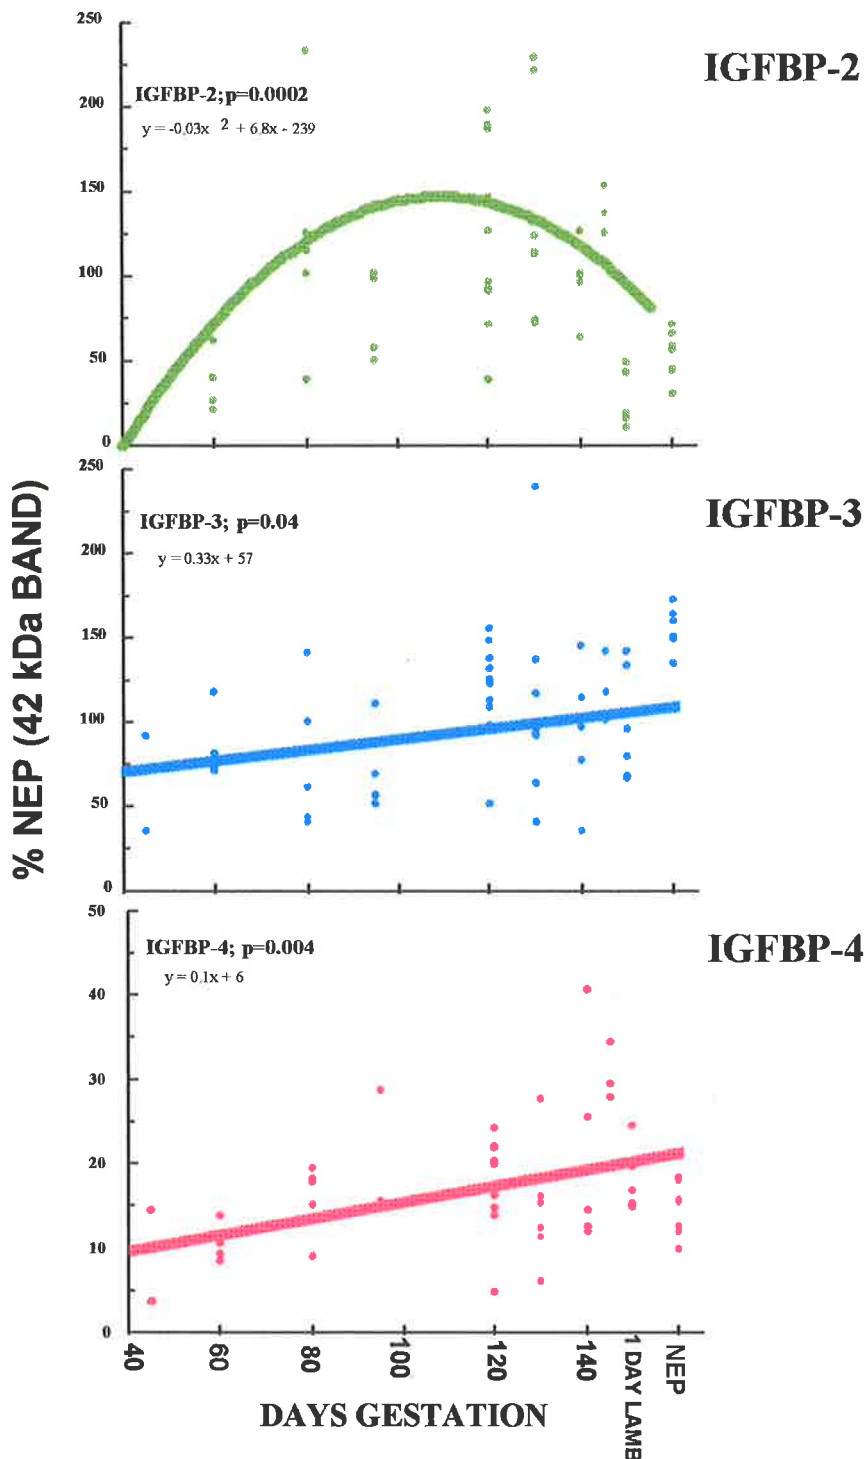 250
200
150
100
50
0
IGFBP-2;p=0.0002
y = -0.03x 2 + 6.8x - 239
IGFBP-2
250
200
150
100
50
0
IGFBP-3; p=0.04
y = 0.33x + 57
IGFBP-3
% NEP (42 kDa BAND)
50
40
30
20
10
0
IGFBP-4; p=0.004
y = 0.1x + 6
IGFBP-4
40
60
80
100
120
140
1 DAY LAMB
NEP
DAYS GESTATION